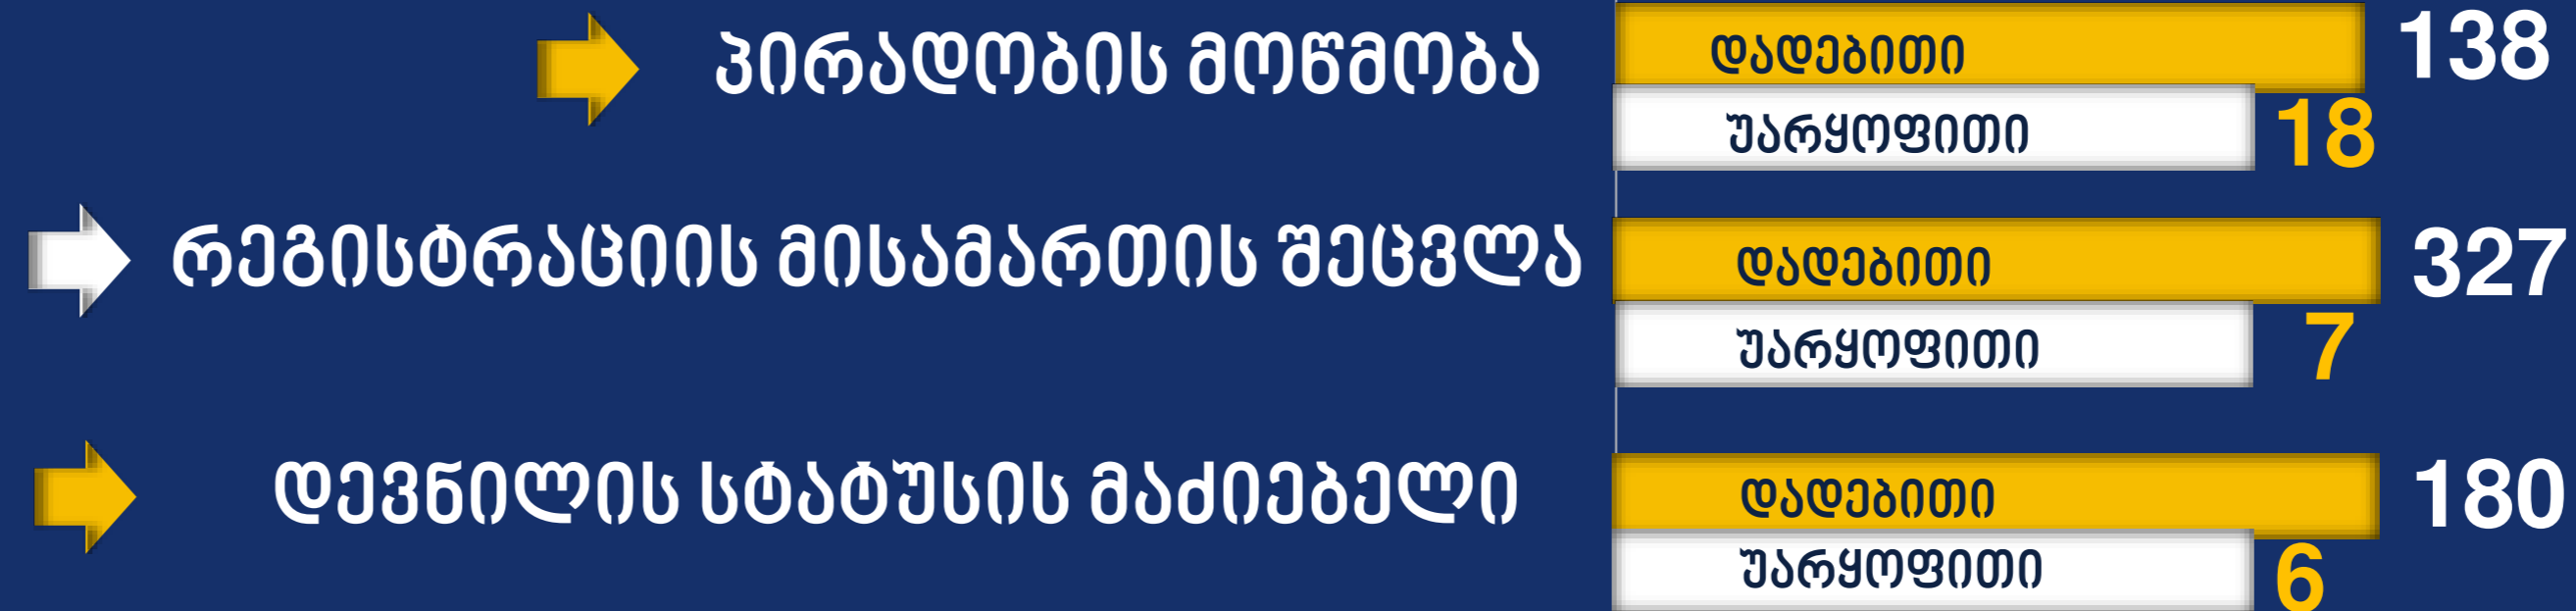 პირადობის მოწმობა
დადებითი
138
უარყოფითი
18
რეგისტრაციის მისამართის შეცვლა
დადებითი
327
უარყოფითი
7
დევნილის სტატუსის მაძიებელი
დადებითი
180
უარყოფითი
6